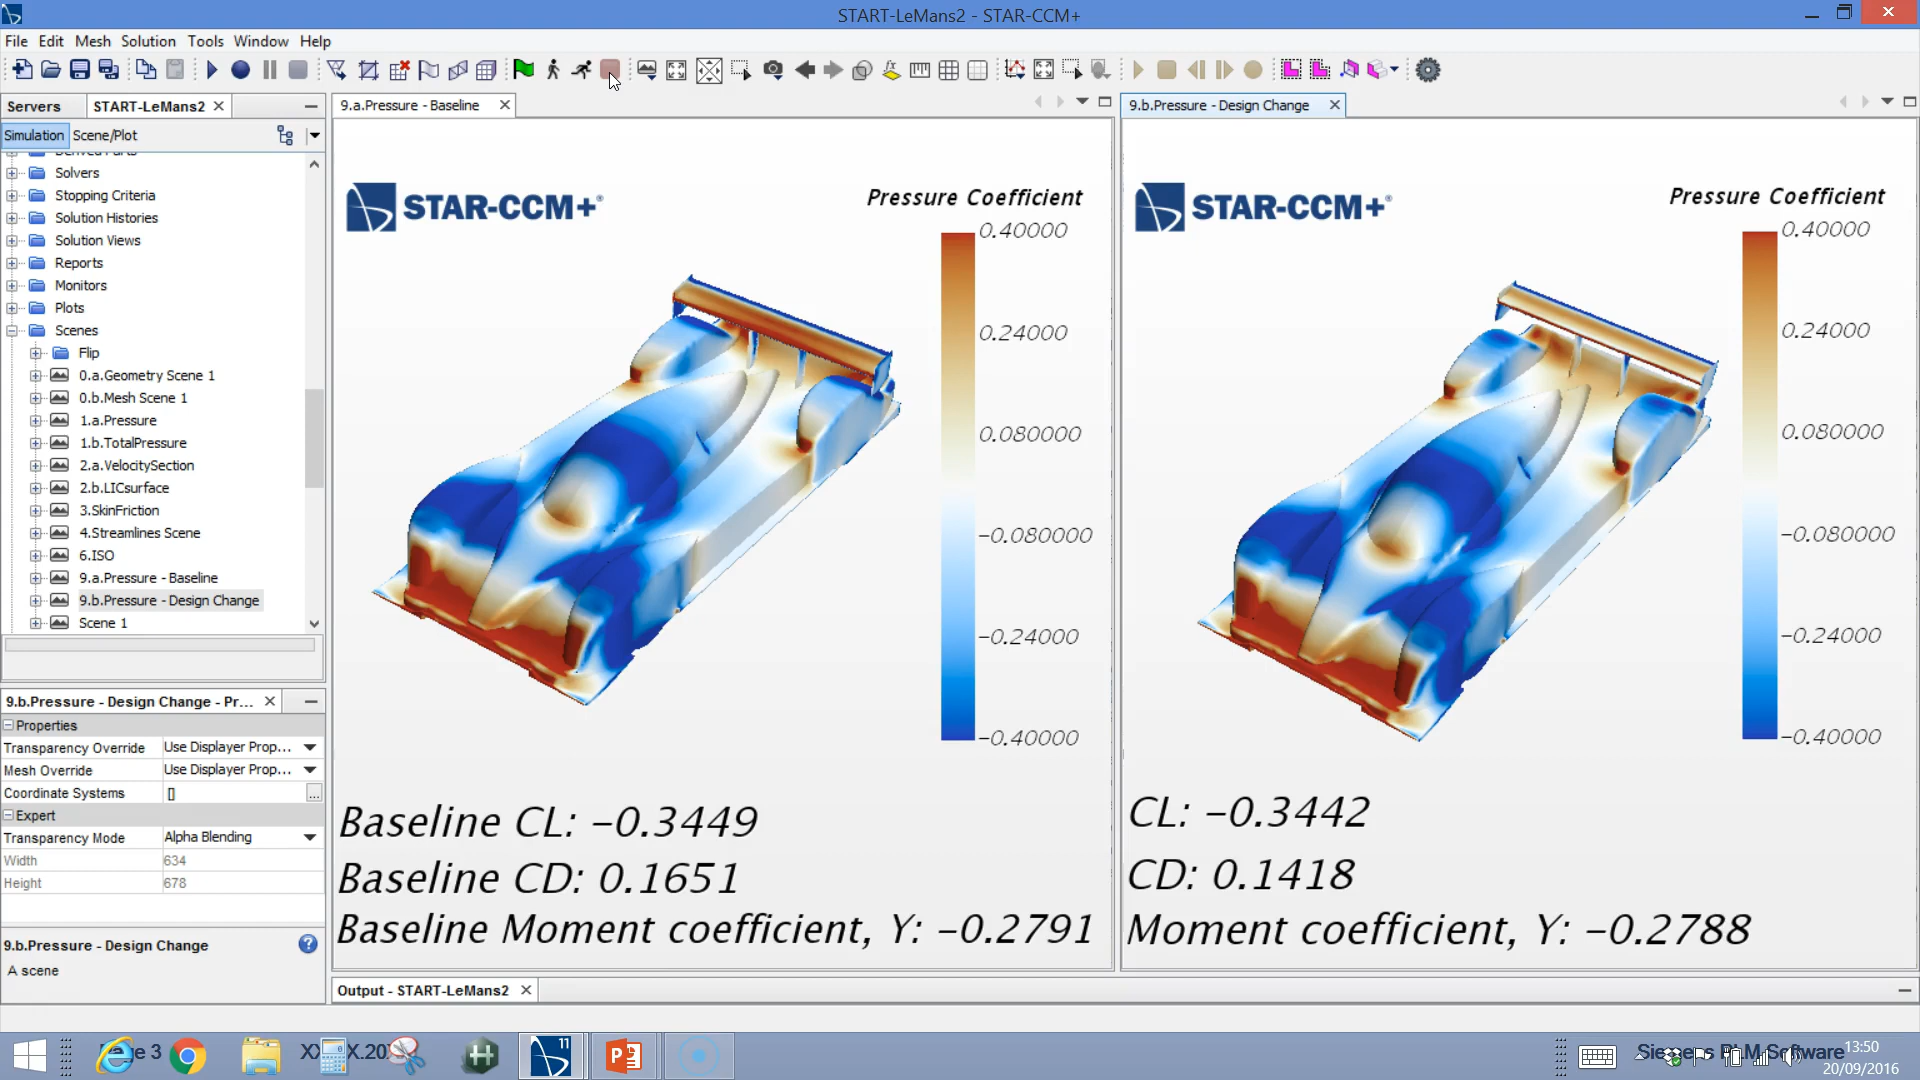 START-LeMans2 - STAR-CCM+
File Edit Mesh Solution Tools Window Help
Servers START-LeMans2
Simulation Scene/Plot
Derived Parts
Solvers
Stopping Criteria
Solution Histories
Solution Views
Reports
Monitors
Plots
Scenes
Flip
0.a.Geometry Scene 1
0.b.Mesh Scene 1
1.a.Pressure
1.b.TotalPressure
2.a.VelocitySection
2.b.LICsurface
3.SkinFriction
4.Streamlines Scene
6.ISO
9.a.Pressure - Baseline
9.b.Pressure - Design Change
Scene 1
9.b.Pressure - Design Change - Pr...
Properties
Transparency Override Use Displayer Prop...
Mesh Override Use Displayer Prop...
Coordinate Systems [] ...
Expert
Transparency Mode Alpha Blending
Width 634
Height 678
9.b.Pressure - Design Change
A scene
9.a.Pressure - Baseline
STAR-CCM+®
Pressure Coefficient
0.40000
0.24000
0.080000
-0.080000
-0.24000
-0.40000
Baseline CL: -0.3449
Baseline CD: 0.1651
Baseline Moment coefficient, Y: -0.2791
9.b.Pressure - Design Change
STAR-CCM+®
Pressure Coefficient
0.40000
0.24000
0.080000
-0.080000
-0.24000
-0.40000
CL: -0.3442
CD: 0.1418
Moment coefficient, Y: -0.2788
Output - START-LeMans2
11
Siemens PLM Software
13:50
20/09/2016